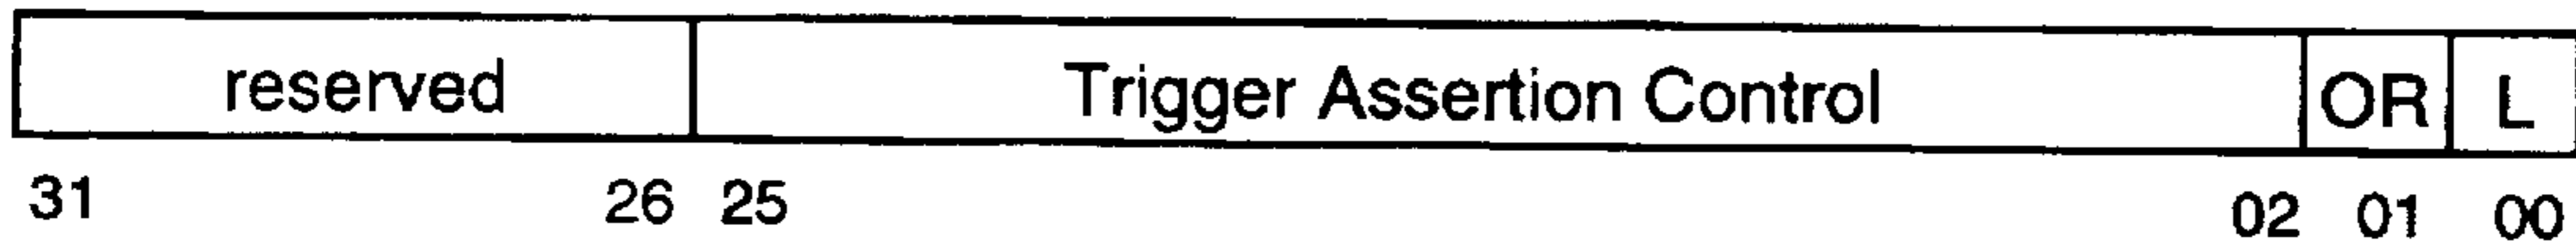 reserved Trigger Assertion Control OR L
31 26 25 02 01 00